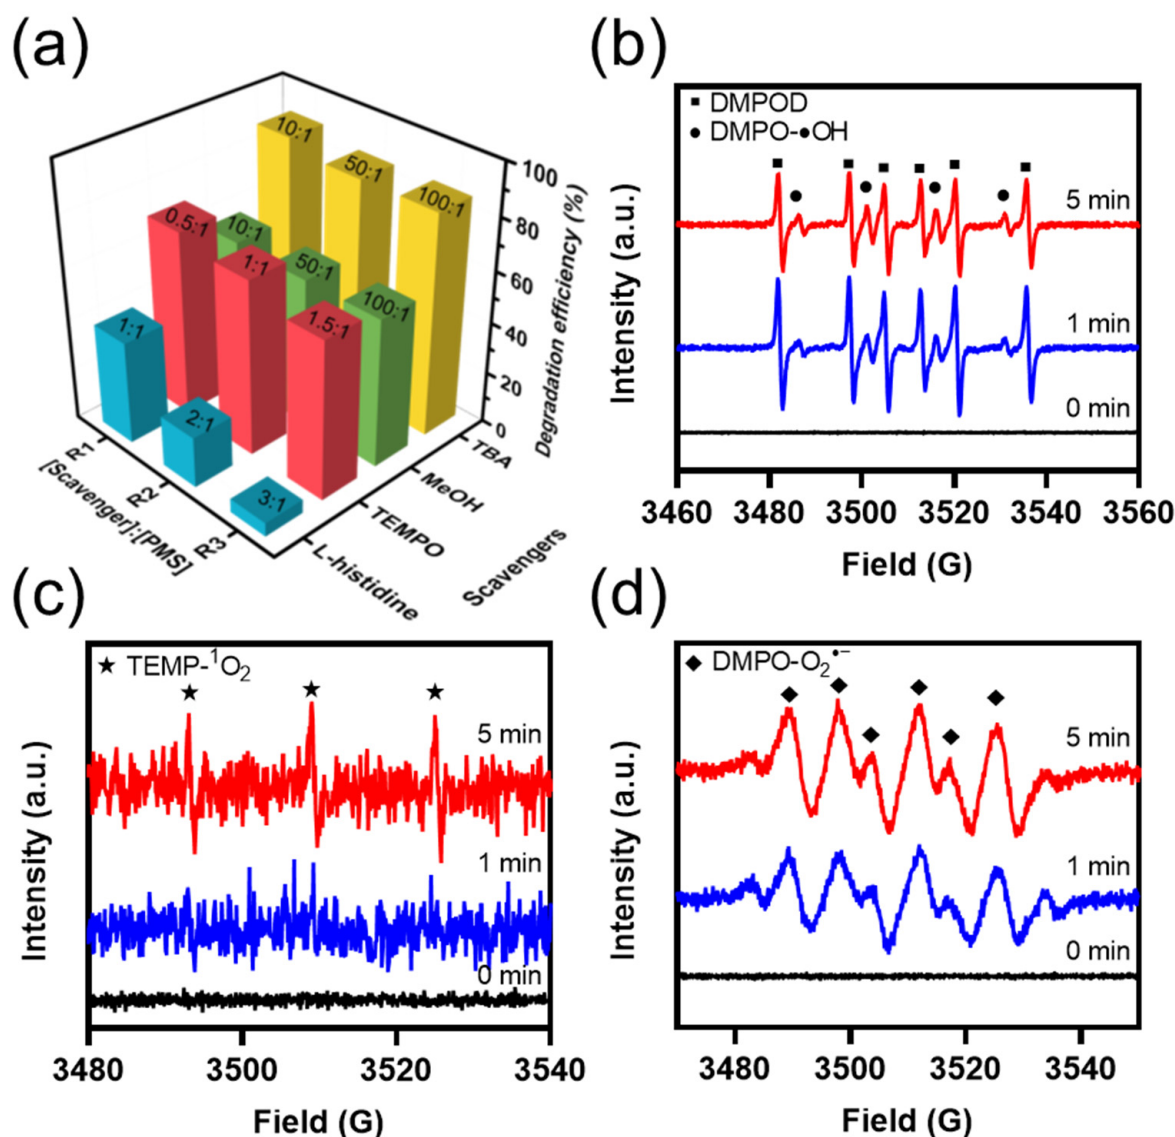 (a)
10:1
50:1
100:1
0.5:1
10:1
1:1
50:1
1.5:1
100:1
1:1
2:1
3:1
100
80
60
40
20
0
Degradation efficiency (%)
R1
R2
R3
[Scavenger]:[PMS]
TBA
MeOH
TEMPO
L-histidine
Scavengers
(b)
■ DMPOD
● DMPO-●OH
5 min
1 min
0 min
Intensity (a.u.)
3460 3480 3500 3520 3540 3560
Field (G)
(c)
★ TEMP-¹O₂
5 min
1 min
0 min
Intensity (a.u.)
3480 3500 3520 3540
Field (G)
(d)
◆ DMPO-O₂•⁻
5 min
1 min
0 min
Intensity (a.u.)
3480 3500 3520 3540
Field (G)